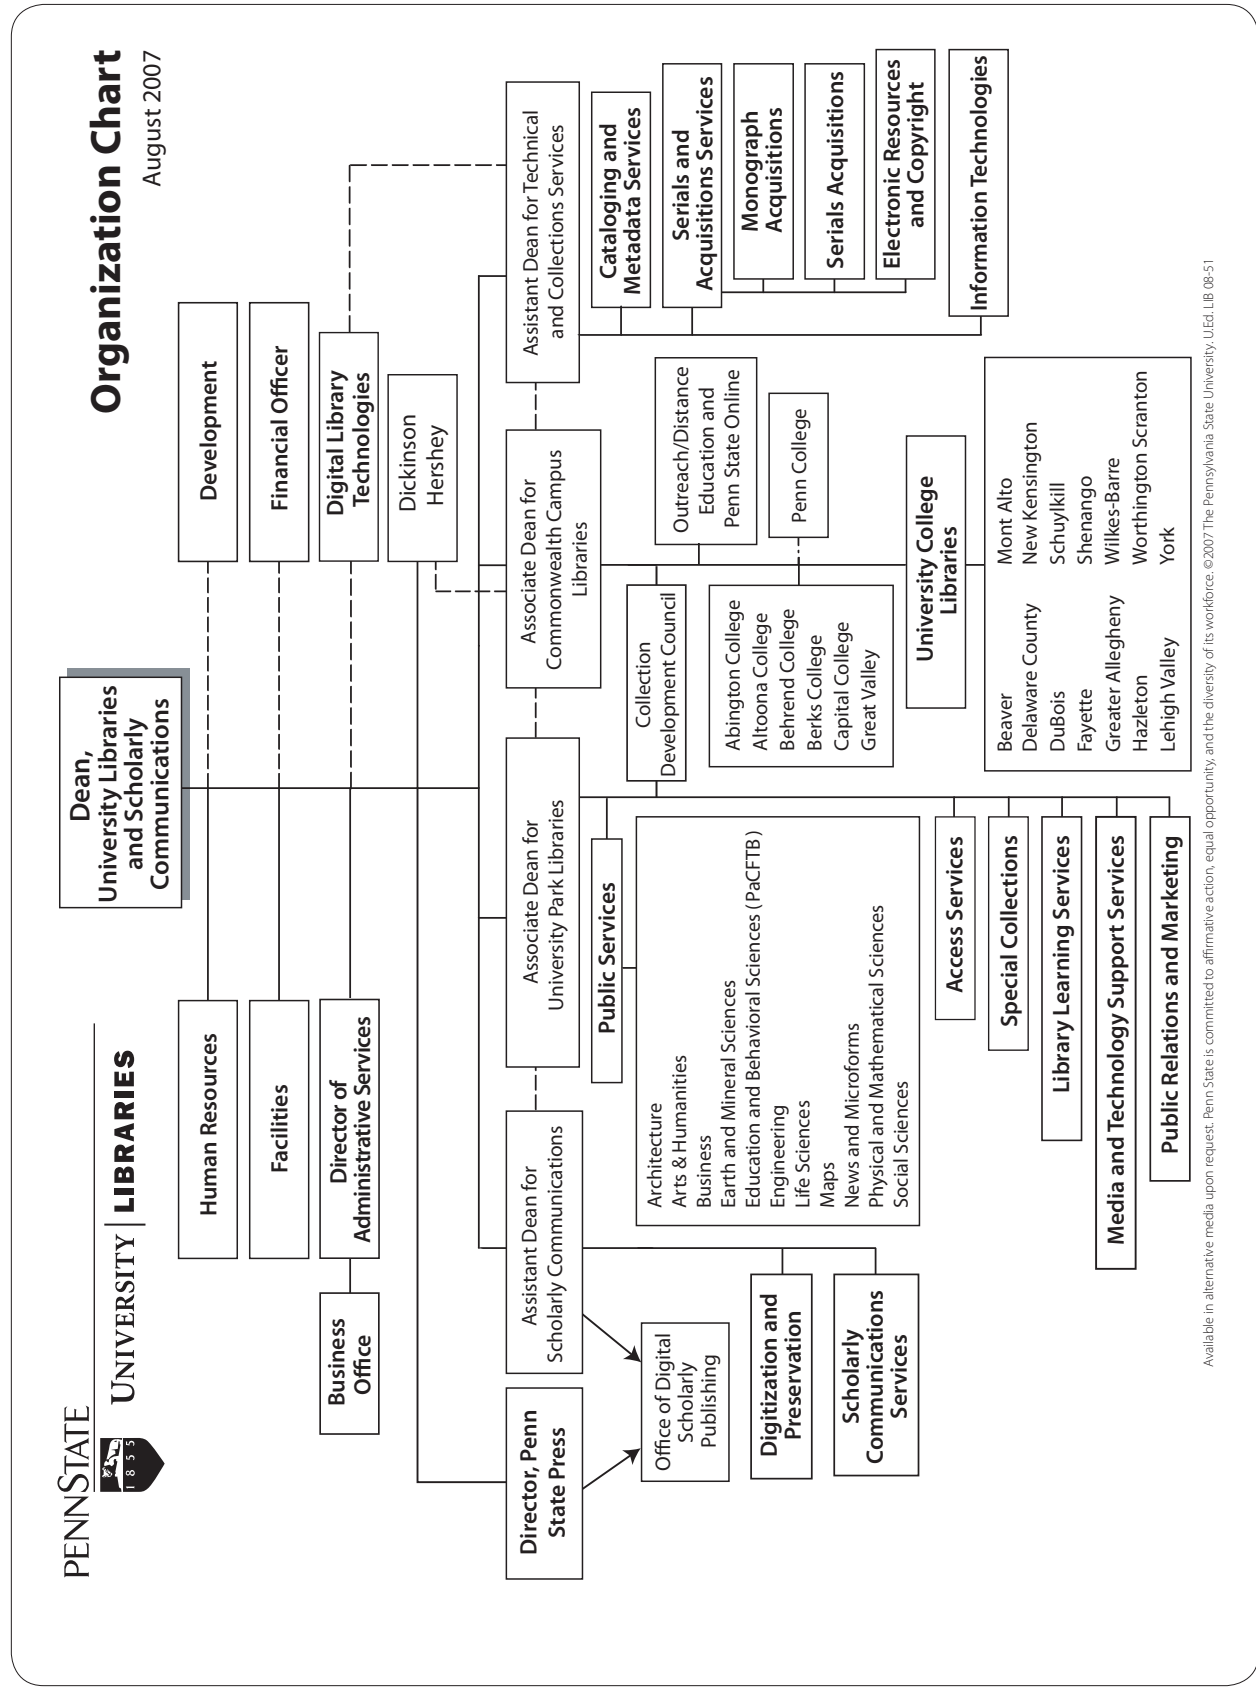 PENNSTATE
1855
UNIVERSITY LIBRARIES
Organization Chart
August 2007
Dean,
University Libraries
and Scholarly
Communications
Human Resources
Development
Facilities
Financial Officer
Business
Office
Director of
Administrative Services
Digital Library
Technologies
Dickinson
Hershey
Director, Penn
State Press
Assistant Dean for
Scholarly Communications
Associate Dean for
University Park Libraries
Associate Dean for
Commonwealth Campus
Libraries
Assistant Dean for Technical
and Collections Services
Office of Digital
Scholarly
Publishing
Digitization and
Preservation
Scholarly
Communications
Services
Public Services
Architecture
Arts & Humanities
Business
Earth and Mineral Sciences
Education and Behavioral Sciences ( PaCFTB )
Engineering
Life Sciences
Maps
News and Microforms
Physical and Mathematical Sciences
Social Sciences
Access Services
Special Collections
Library Learning Services
Media and Technology Support Services
Public Relations and Marketing
Collection
Development Council
Outreach/Distance
Education and
Penn State Online
Abington College
Altoona College
Behrend College
Berks College
Capital College
Great Valley
Penn College
University College
Libraries
Beaver
Delaware County
DuBois
Fayette
Greater Allegheny
Hazleton
Lehigh Valley
Mont Alto
New Kensington
Schuylkill
Shenango
Wilkes-Barre
Worthington Scranton
York
Cataloging and
Metadata Services
Serials and
Acquisitions Services
Monograph
Acquisitions
Serials Acquisitions
Electronic Resources
and Copyright
Information Technologies
Available in alternative media upon request. Penn State is committed to affirmative action, equal opportunity, and the diversity of its workforce. ©2007 The Pennsylvania State University. U.Ed. LIB 08-51